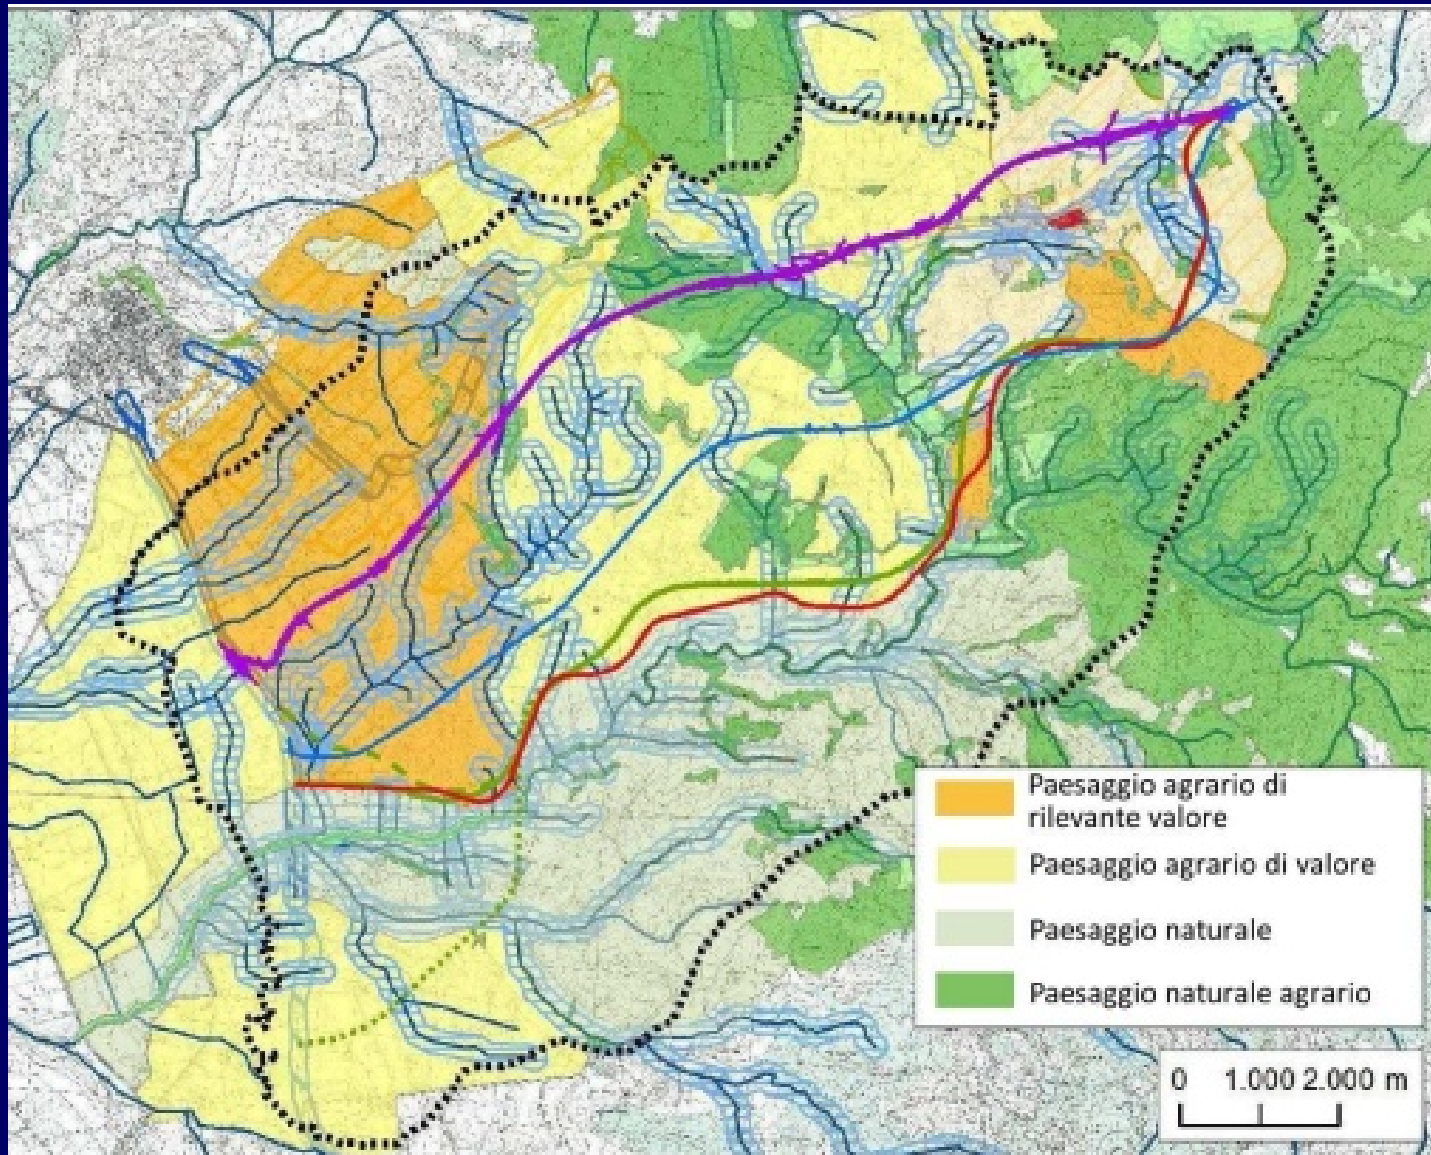 Paesaggio agrario di
rilevante valore
Paesaggio agrario di valore
Paesaggio naturale
Paesaggio naturale agrario
0 1.000 2.000 m